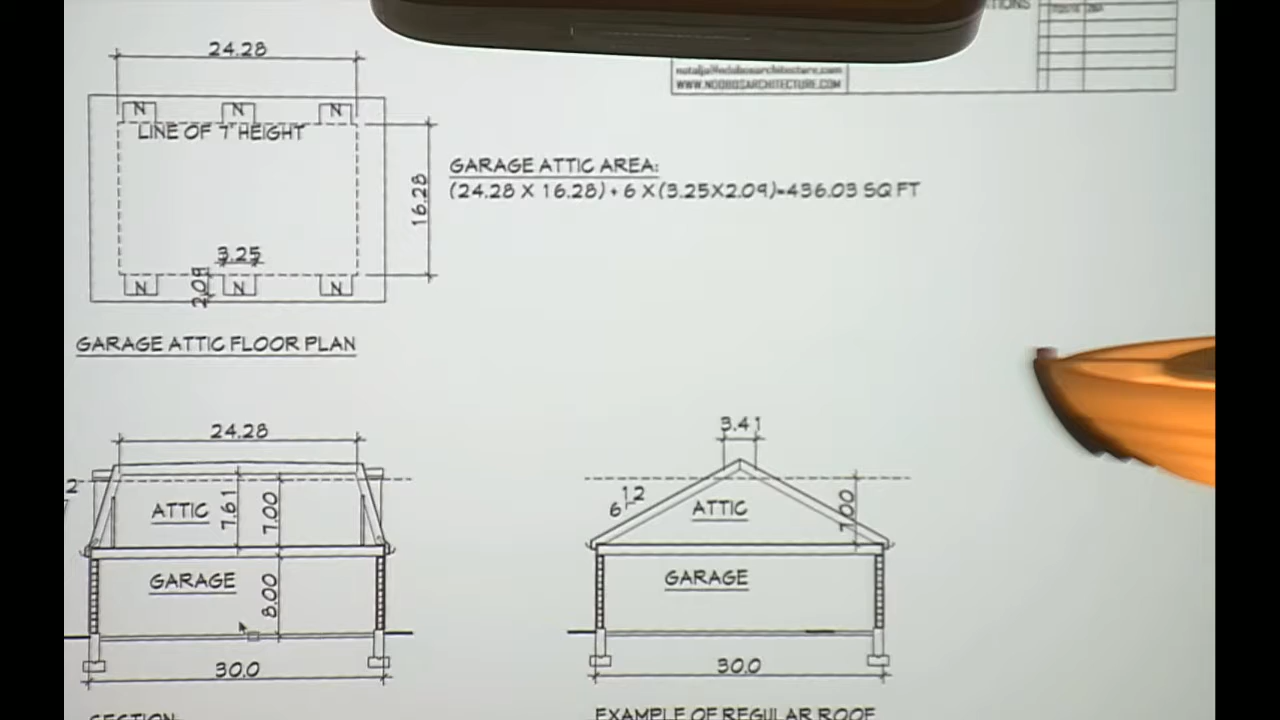 24.28
N N N
LINE OF 7' HEIGHT
16.28
3.25
2.09
N N N
GARAGE ATTIC FLOOR PLAN
WWW.NODBOSARCHITECTURE.COM
GARAGE ATTIC AREA:
(24.28 X 16.28) + 6 X (3.25X2.09)=436.03 SQ FT
24.28
2
ATTIC
7.61
7.00
GARAGE
8.00
30.0
SECTION:
3.41
12
6
ATTIC
7.00
GARAGE
30.0
EXAMPLE OF REGULAR ROOF